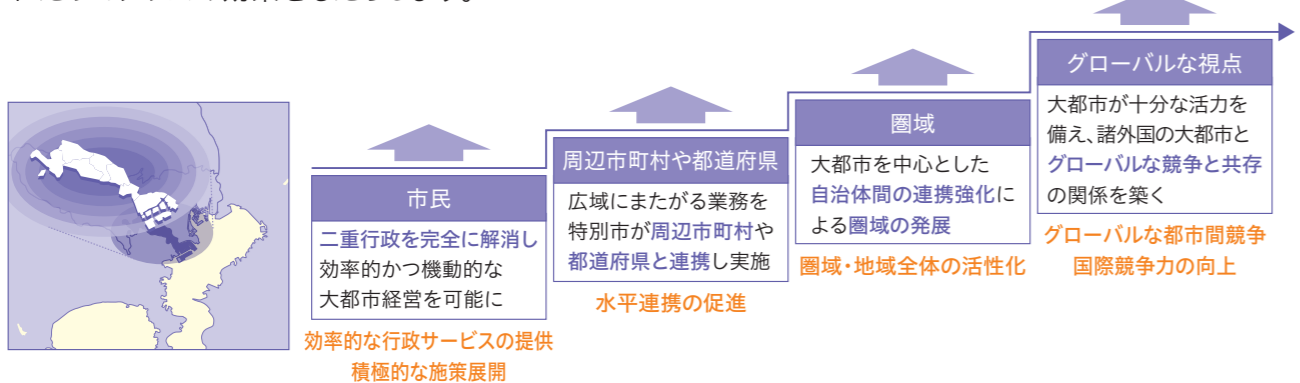 市民
二重行政を完全に解消し
効率的かつ機動的な
大都市経営を可能に
効率的な行政サービスの提供
積極的な施策展開
周辺市町村や都道府県
広域にまたがる業務を
特別市が周辺市町村や
都道府県と連携し実施
水平連携の促進
圏域
大都市を中心とした
自治体間の連携強化に
よる圏域の発展
圏域・地域全体の活性化
グローバルな視点
大都市が十分な活力を
備え、諸外国の大都市と
グローバルな競争と共存
の関係を築く
グローバルな都市間競争
国際競争力の向上